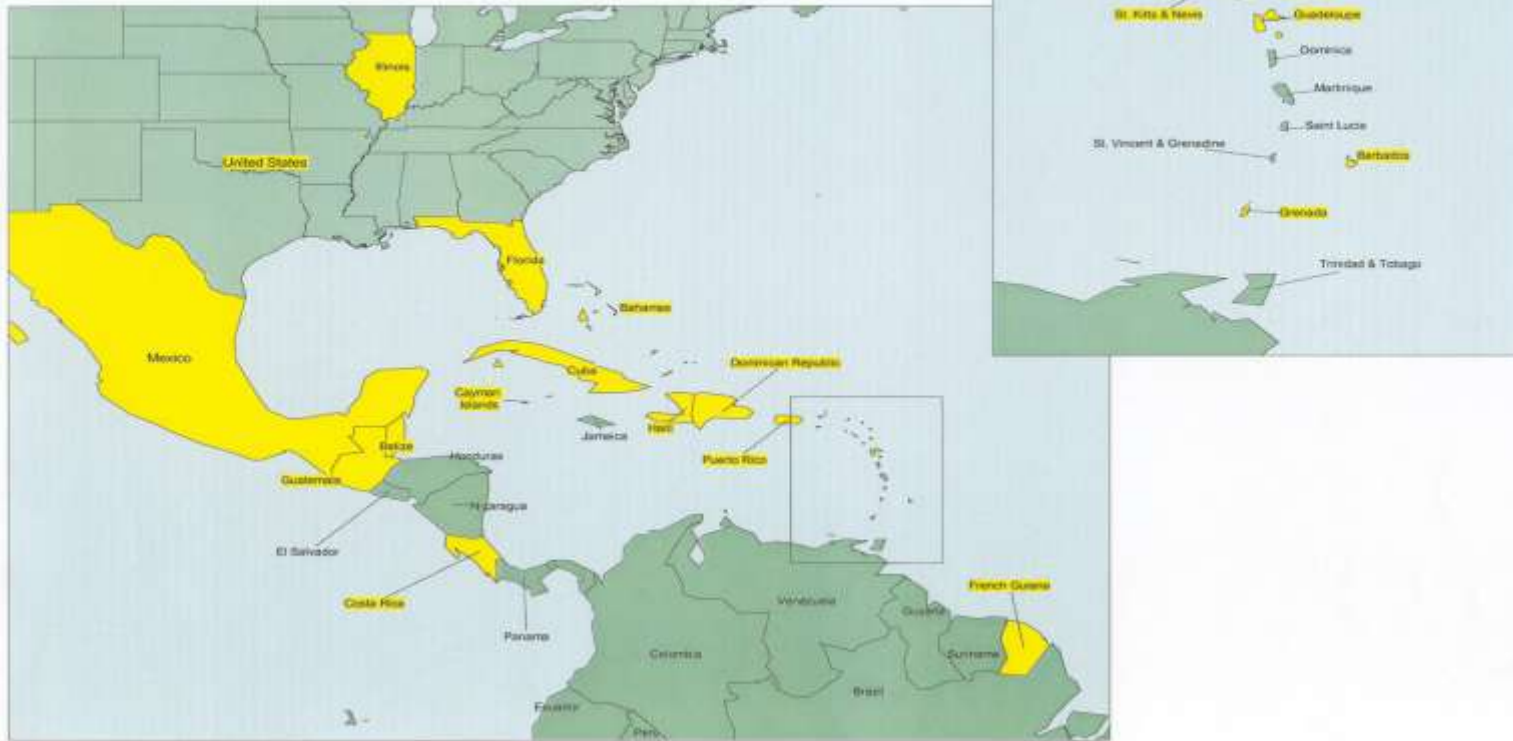 St. Kitts & Nevis
Guadeloupe
Dominica
Martinique
Saint Lucia
St. Vincent & Grenadine
Barbados
Grenada
Trinidad & Tobago
Illinois
United States
Florida
Bahamas
Mexico
Cuba
Dominican Republic
Cayman
Islands
Haiti
Jamaica
Puerto Rico
Belize
Honduras
Guatemala
Nicaragua
El Salvador
Costa Rica
Panama
French Guiana
Venezuela
Guyana
Suriname
Colombia
Brazil
Ecuador
Peru